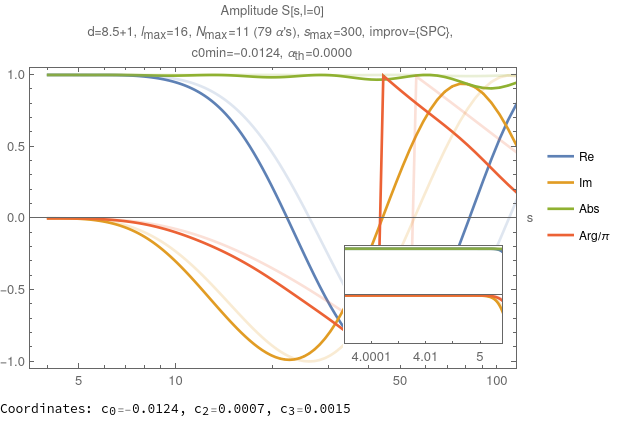 Amplitude S[s,l=0]
d=8.5+1, lmax=16, Nmax=11 (79 α's), smax=300, improv={SPC},
c0min=-0.0124, αth=0.0000
1.0
0.5
0.0
-0.5
-1.0
s
Re
Im
Abs
Arg/π
4.0001 4.01 5
5 10 50 100
Coordinates: c0=-0.0124, c2=0.0007, c3=0.0015